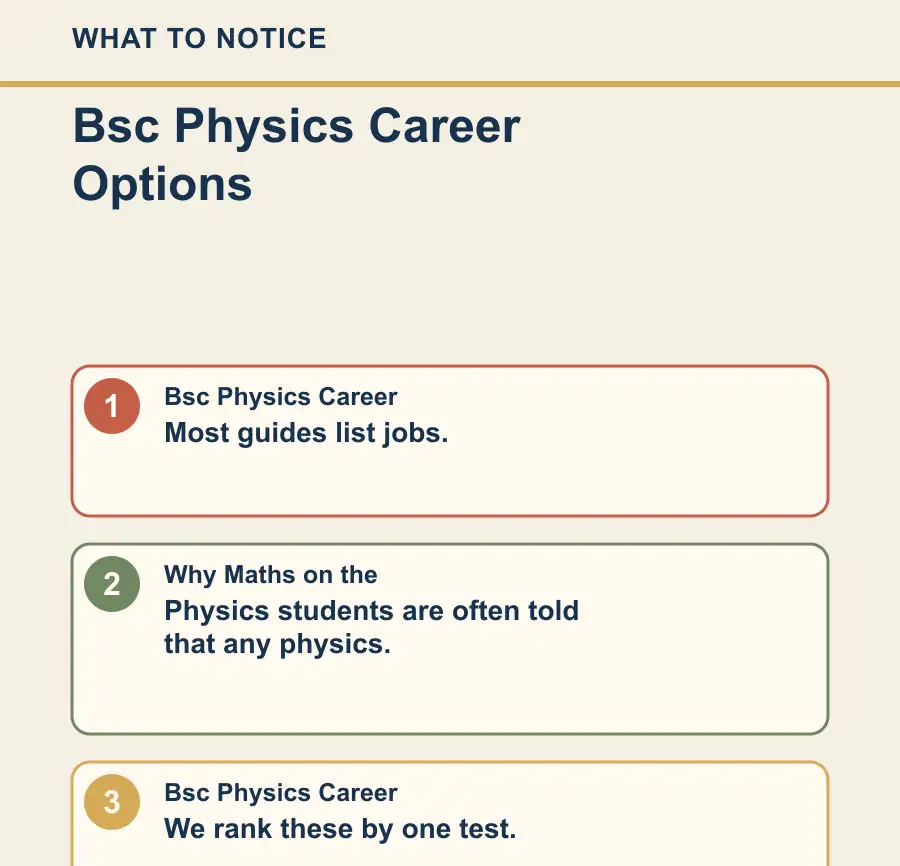 WHAT TO NOTICE
Bsc Physics Career
Options
1
Bsc Physics Career
Most guides list jobs.
2
Why Maths on the
Physics students are often told
that any physics.
3
Bsc Physics Career
We rank these by one test.